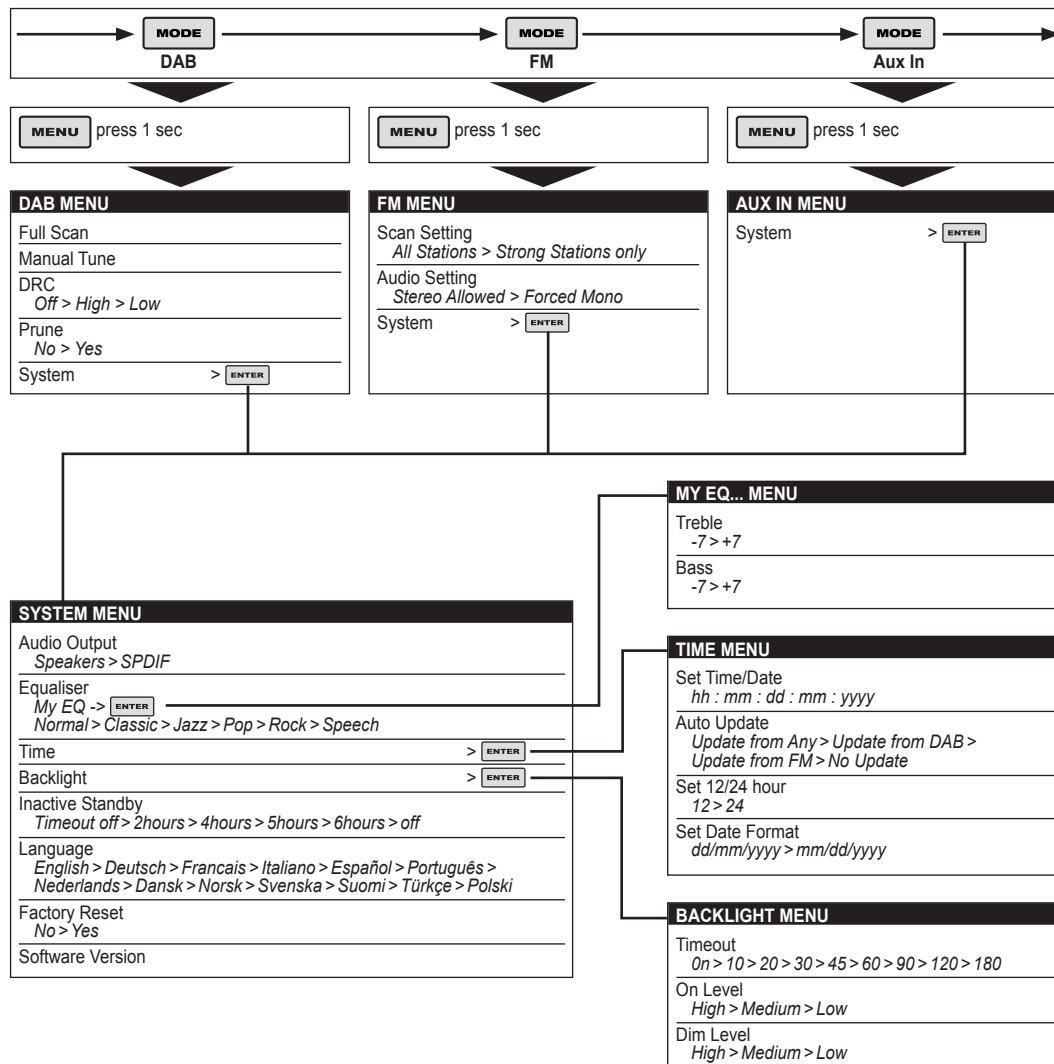 MODE
DAB
MODE
FM
MODE
Aux In
MENU press 1 sec
MENU press 1 sec
MENU press 1 sec
DAB MENU
Full Scan
Manual Tune
DRC
Off > High > Low
Prune
No > Yes
System > ENTER
FM MENU
Scan Setting
All Stations > Strong Stations only
Audio Setting
Stereo Allowed > Forced Mono
System > ENTER
AUX IN MENU
System > ENTER
MY EQ... MENU
Treble
-7 > +7
Bass
-7 > +7
SYSTEM MENU
Audio Output
Speakers > SPDIF
Equaliser
My EQ -> ENTER
Normal > Classic > Jazz > Pop > Rock > Speech
Time > ENTER
Backlight > ENTER
Inactive Standby
Timeout off > 2hours > 4hours > 5hours > 6hours > off
Language
English > Deutsch > Francais > Italiano > Español > Português >
Nederlands > Dansk > Norsk > Svenska > Suomi > Türkçe > Polski
Factory Reset
No > Yes
Software Version
TIME MENU
Set Time/Date
hh : mm : dd : mm : yyyy
Auto Update
Update from Any > Update from DAB >
Update from FM > No Update
Set 12/24 hour
12 > 24
Set Date Format
dd/mm/yyyy > mm/dd/yyyy
BACKLIGHT MENU
Timeout
0n > 10 > 20 > 30 > 45 > 60 > 90 > 120 > 180
On Level
High > Medium > Low
Dim Level
High > Medium > Low